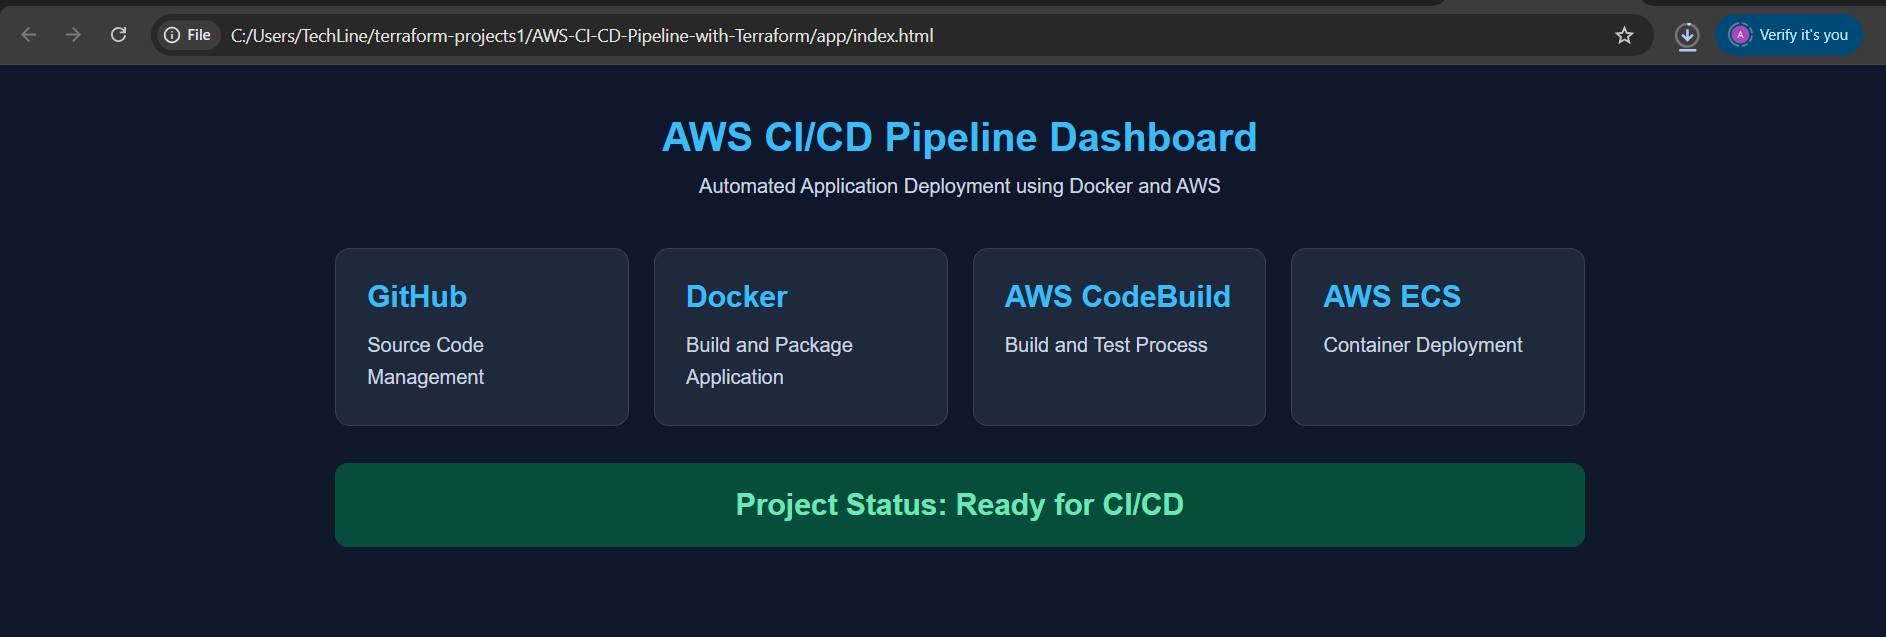 File
C:/Users/TechLine/terraform-projects1/AWS-CI-CD-Pipeline-with-Terraform/app/index.html
A
Verify it's you
AWS CI/CD Pipeline Dashboard
Automated Application Deployment using Docker and AWS
GitHub
Source Code
Management
Docker
Build and Package
Application
AWS CodeBuild
Build and Test Process
AWS ECS
Container Deployment
Project Status: Ready for CI/CD